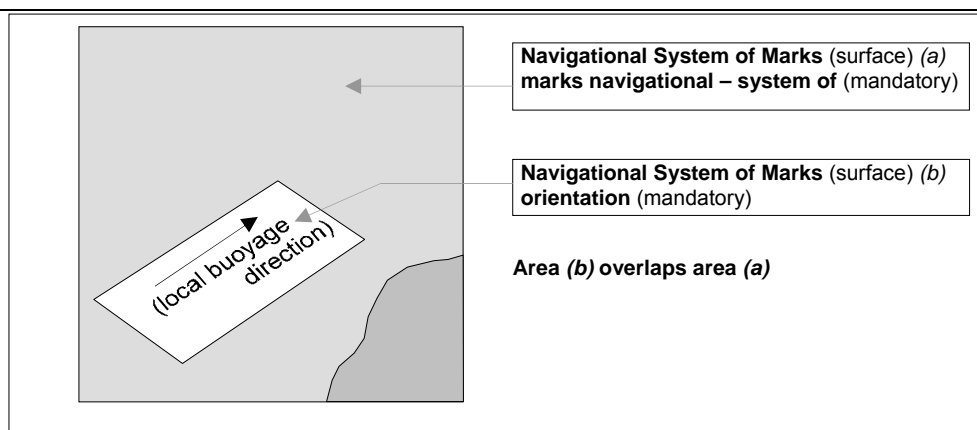 Navigational System of Marks (surface) (a)
marks navigational – system of (mandatory)
Navigational System of Marks (surface) (b)
orientation (mandatory)
(local buoyage
direction)
Area (b) overlaps area (a)